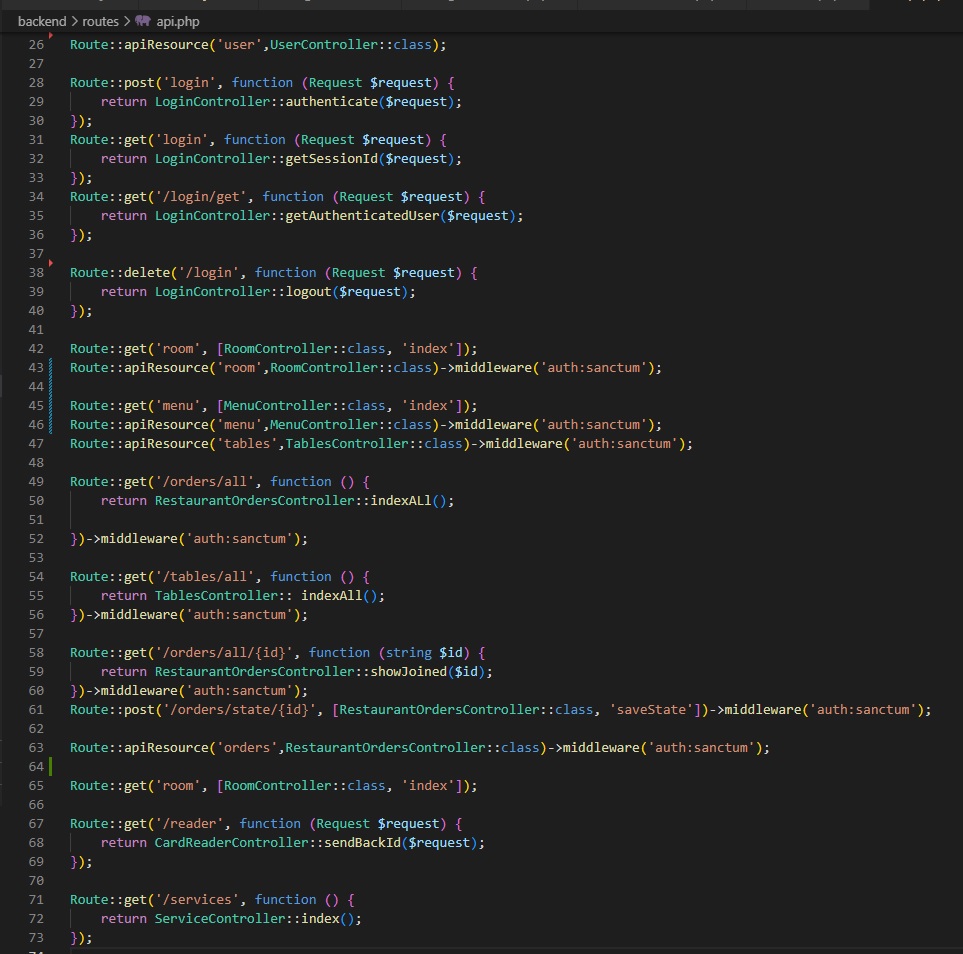 backend > routes > api.php
26 Route::apiResource('user',UserController::class);
27
28 Route::post('login', function (Request $request) {
29     return LoginController::authenticate($request);
30 });
31 Route::get('login', function (Request $request) {
32     return LoginController::getSessionId($request);
33 });
34 Route::get('/login/get', function (Request $request) {
35     return LoginController::getAuthenticatedUser($request);
36 });
37
38 Route::delete('/login', function (Request $request) {
39     return LoginController::logout($request);
40 });
41
42 Route::get('room', [RoomController::class, 'index']);
43 Route::apiResource('room',RoomController::class)->middleware('auth:sanctum');
44
45 Route::get('menu', [MenuController::class, 'index']);
46 Route::apiResource('menu',MenuController::class)->middleware('auth:sanctum');
47 Route::apiResource('tables',TablesController::class)->middleware('auth:sanctum');
48
49 Route::get('/orders/all', function () {
50     return RestaurantOrdersController::indexALl();
51
52 })->middleware('auth:sanctum');
53
54 Route::get('/tables/all', function () {
55     return TablesController:: indexAll();
56 })->middleware('auth:sanctum');
57
58 Route::get('/orders/all/{id}', function (string $id) {
59     return RestaurantOrdersController::showJoined($id);
60 })->middleware('auth:sanctum');
61 Route::post('/orders/state/{id}', [RestaurantOrdersController::class, 'saveState'])->middleware('auth:sanctum');
62
63 Route::apiResource('orders',RestaurantOrdersController::class)->middleware('auth:sanctum');
64
65 Route::get('room', [RoomController::class, 'index']);
66
67 Route::get('/reader', function (Request $request) {
68     return CardReaderController::sendBackId($request);
69 });
70
71 Route::get('/services', function () {
72     return ServiceController::index();
73 });